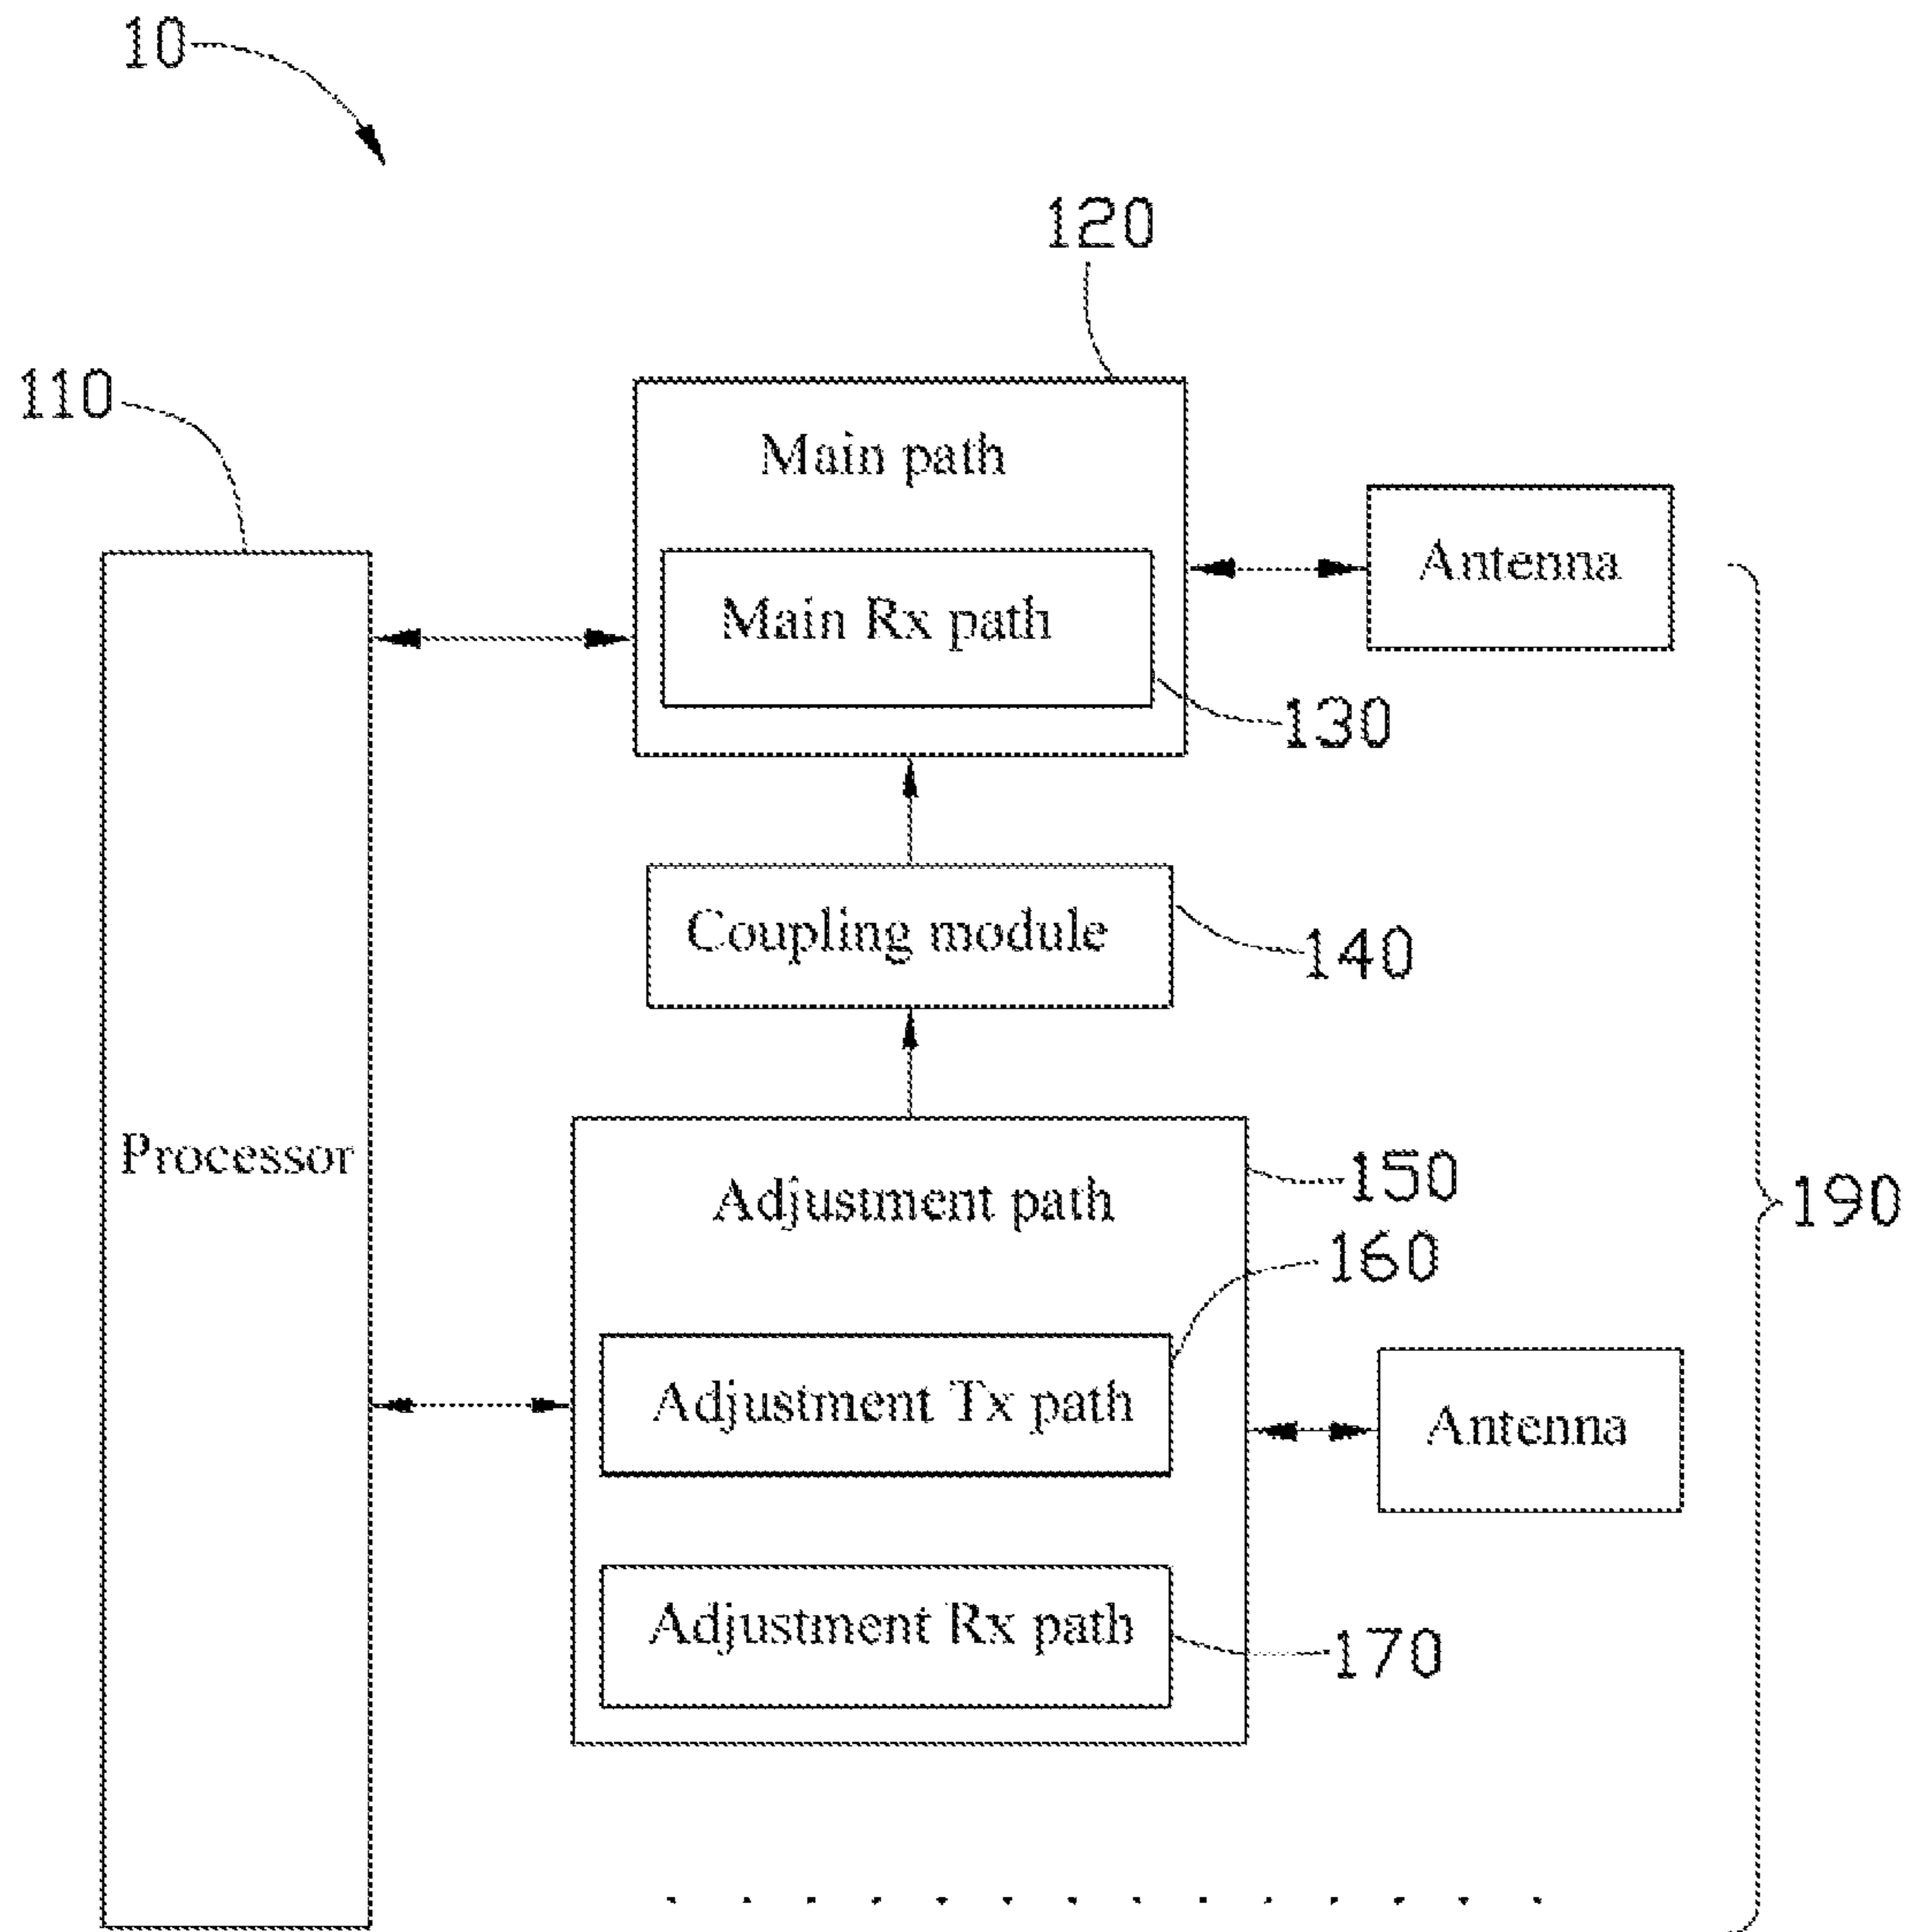 10
120
110
Main path
Antenna
Main Rx path
130
Coupling module
140
Processor
Adjustment path
150
190
160
Adjustment Tx path
Antenna
Adjustment Rx path
170